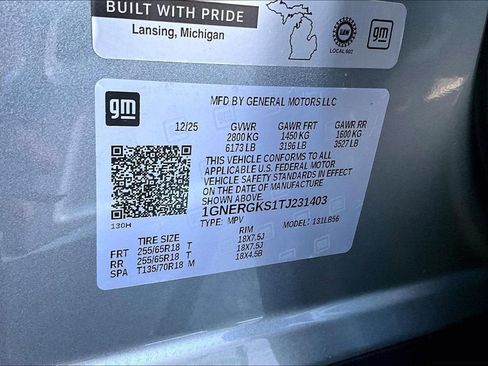 BUILT WITH PRIDE
Lansing, Michigan
UAW
LOCAL 602
gm
gm
MFD BY GENERAL MOTORS LLC
12/25 GVWR GAWR FRT GAWR RR
2800 KG 1450 KG 1600 KG
6173 LB 3196 LB 3527 LB
THIS VEHICLE CONFORMS TO ALL
APPLICABLE U.S. FEDERAL MOTOR
VEHICLE SAFETY STANDARDS IN EFFECT
ON THE DATE OF MANUFACTURE
SHOWN ABOVE.
1GNERGKS1TJ231403
TYPE: MPV MODEL: 131LB56
130H
TIRE SIZE RIM
FRT 255/65R18 T 18X7.5J
RR 255/65R18 T 18X7.5J
SPA T135/70R18 M 18X4.5B